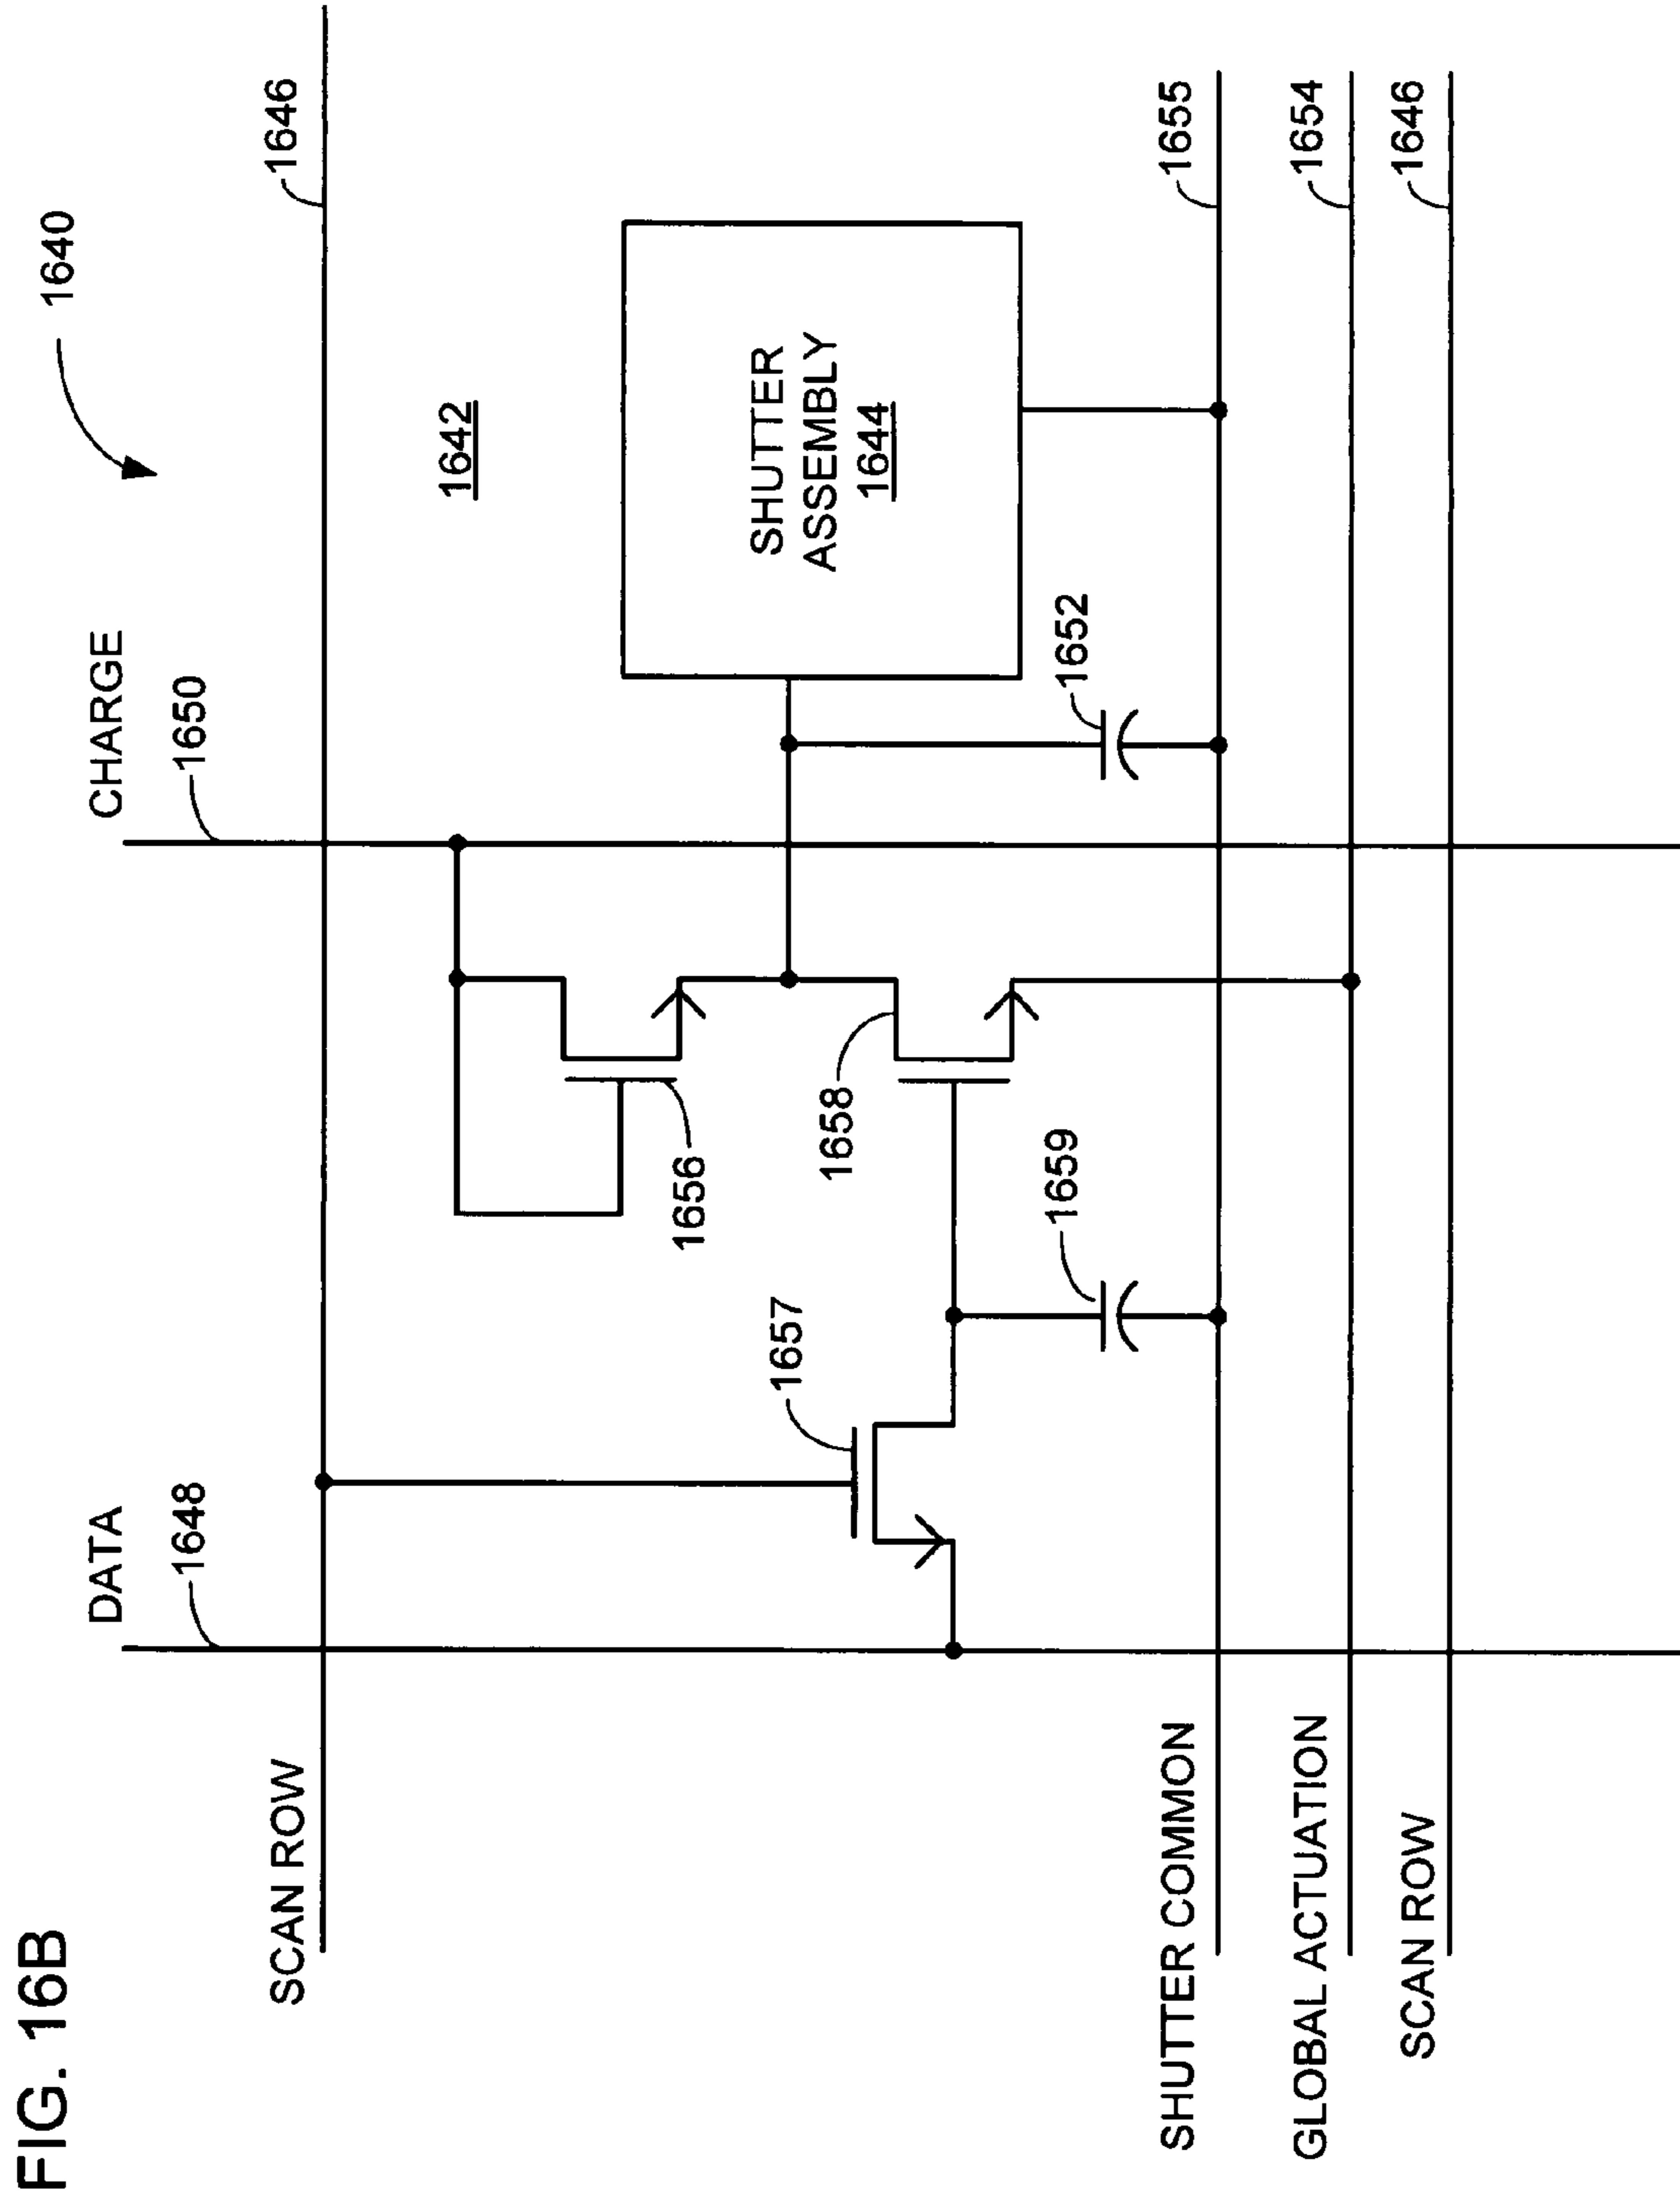 FIG. 16B
1640
DATA
CHARGE
1648
1650
SCAN ROW
1646
1642
1656
1657
SHUTTER
ASSEMBLY
1644
1658
1659
1652
SHUTTER COMMON
1655
GLOBAL ACTUATION
1654
SCAN ROW
1646